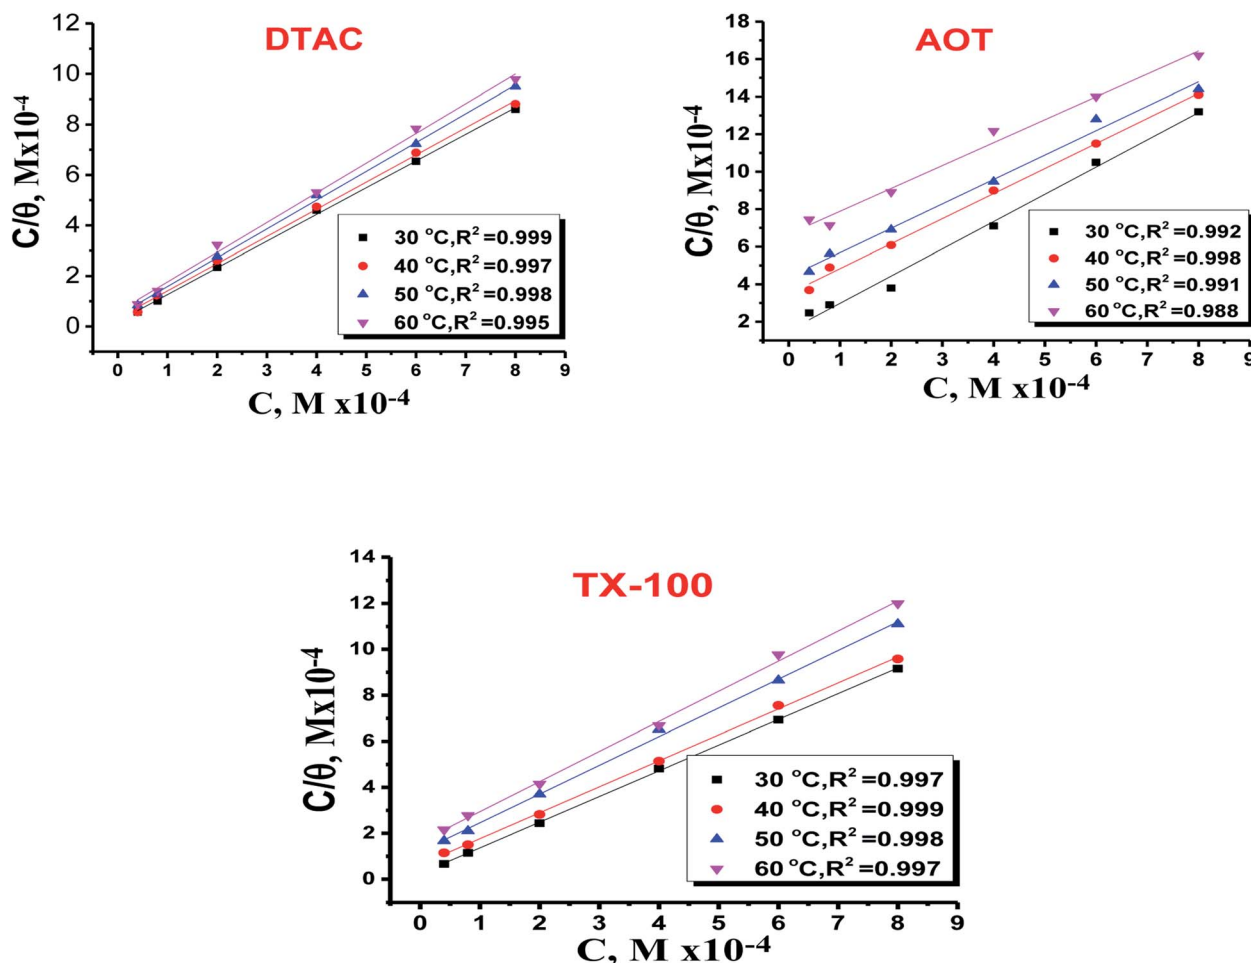 DTAC
12
10
8
6
4
2
0
C/θ, Mx10⁻⁴
30 °C,R²=0.999
40 °C,R²=0.997
50 °C,R²=0.998
60 °C,R²=0.995
0 1 2 3 4 5 6 7 8 9
C, M x10⁻⁴
AOT
18
16
14
12
10
8
6
4
2
C/θ, Mx10⁻⁴
30 °C,R²=0.992
40 °C,R²=0.998
50 °C,R²=0.991
60 °C,R²=0.988
0 1 2 3 4 5 6 7 8 9
C, M x10⁻⁴
TX-100
14
12
10
8
6
4
2
0
C/θ, Mx10⁻⁴
30 °C,R²=0.997
40 °C,R²=0.999
50 °C,R²=0.998
60 °C,R²=0.997
0 1 2 3 4 5 6 7 8 9
C, M x10⁻⁴